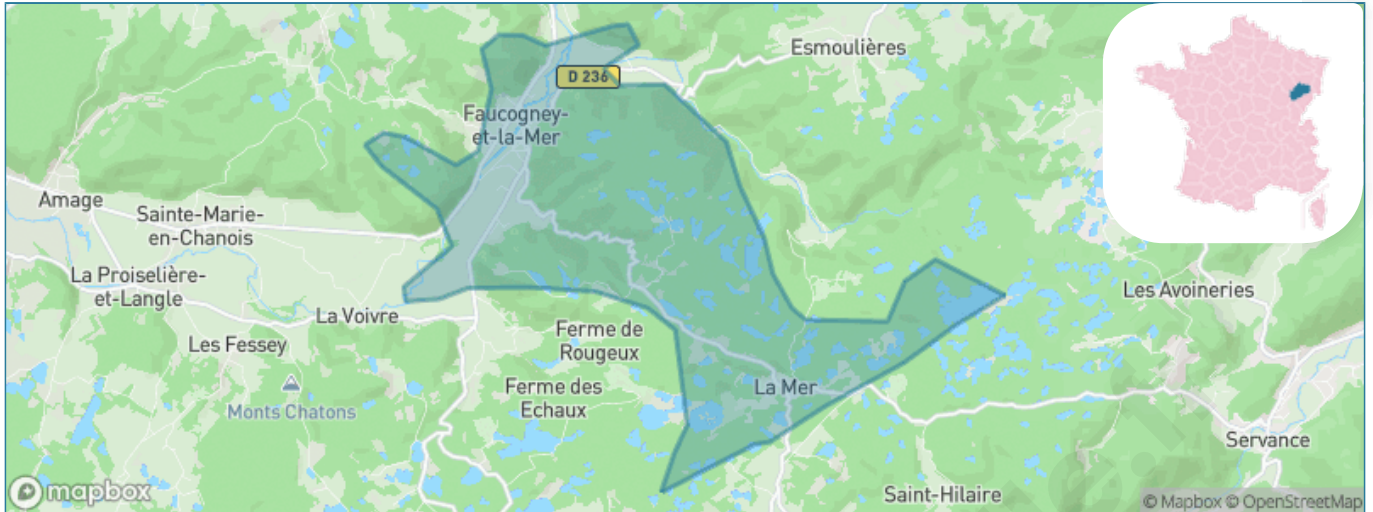 Esmoulières
D 236
Faucogney-
et-la-Mer
Amage
Sainte-Marie-
en-Chanois
La Proiselière-
et-Langle
Les Avoineries
La Voivre
Les Fessey
Ferme de
Rougeux
Ferme des
Echaux
La Mer
Monts Chatons
Servance
Saint-Hilaire
mapbox
© Mapbox © OpenStreetMap